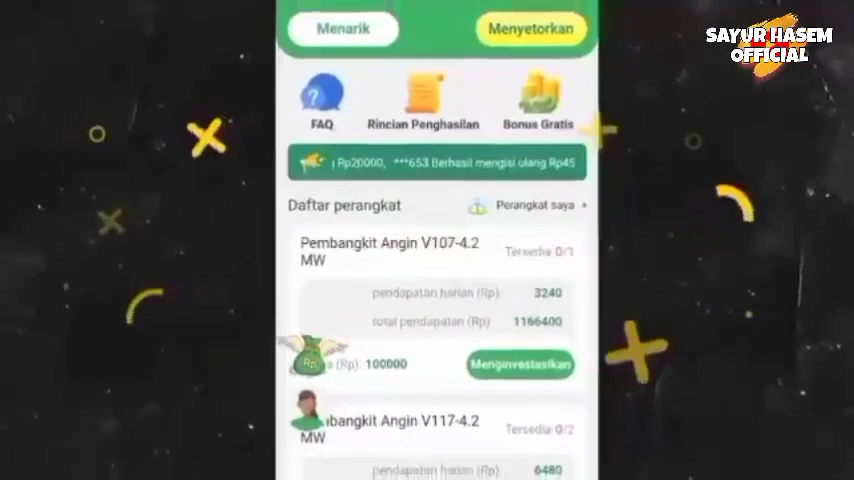 SAYUR HASEM
OFFICIAL
Menarik
Menyetorkan
FAQ
Rincian Penghasilan
Bonus Gratis
Rp20000, ***653 Berhasil mengisi ulang Rp45
Daftar perangkat
Perangkat saya
Pembangkit Angin V107-4.2
MW
Tersedia 0/1
pendapatan harian (Rp)
3240
total pendapatan (Rp)
1166400
Rp
(Rp): 100000
Menginvestasikan
bangkit Angin V117-4.2
MW
Tersedia 0/2
pendapatan harian (Rp)
6480